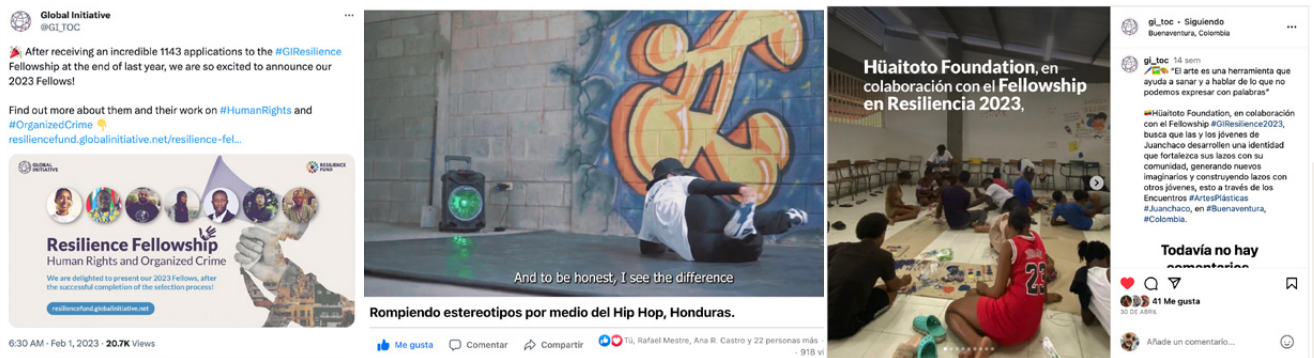 Global Initiative
@GI_TOC
🎉 After receiving an incredible 1143 applications to the #GIResilience
Fellowship at the end of last year, we are so excited to announce our
2023 Fellows!
Find out more about them and their work on #HumanRights and
#OrganizedCrime 👇
resiliencefund.globalinitiative.net/resilience-fel...
GLOBAL
INITIATIVE
RESILIENCE
FUND
Resilience Fellowship
Human Rights and Organized Crime
We are delighted to present our 2023 Fellows, after
the successful completion of the selection process!
resiliencefund.globalinitiative.net
6:30 AM · Feb 1, 2023 · 20.7K Views
And to be honest, I see the difference
Rompiendo estereotipos por medio del Hip Hop, Honduras.
Me gusta
Comentar
Compartir
Tú, Rafael Mestre, Ana R. Castro y 22 personas más
· 918 vi
Hüaitoto Foundation, en
colaboración con el Fellowship
en Resiliencia 2023,
23
gi_toc • Siguiendo
Buenaventura, Colombia
gi_toc 14 sem
"El arte es una herramienta que
ayuda a sanar y a hablar de lo que no
podemos expresar con palabras"
Hüaitoto Foundation, en colaboración
con el Fellowship #GIResilience2023,
busca que las y los jóvenes de
Juanchaco desarrollen una identidad
que fortalezca sus lazos con su
comunidad, generando nuevos
imaginarios y construyendo lazos con
otros jóvenes, esto a través de los
Encuentros #ArtesPlásticas
#Juanchaco, en #Buenaventura,
#Colombia.
Todavía no hay
comentarios
41 Me gusta
30 DE ABRIL
Añade un comentario...